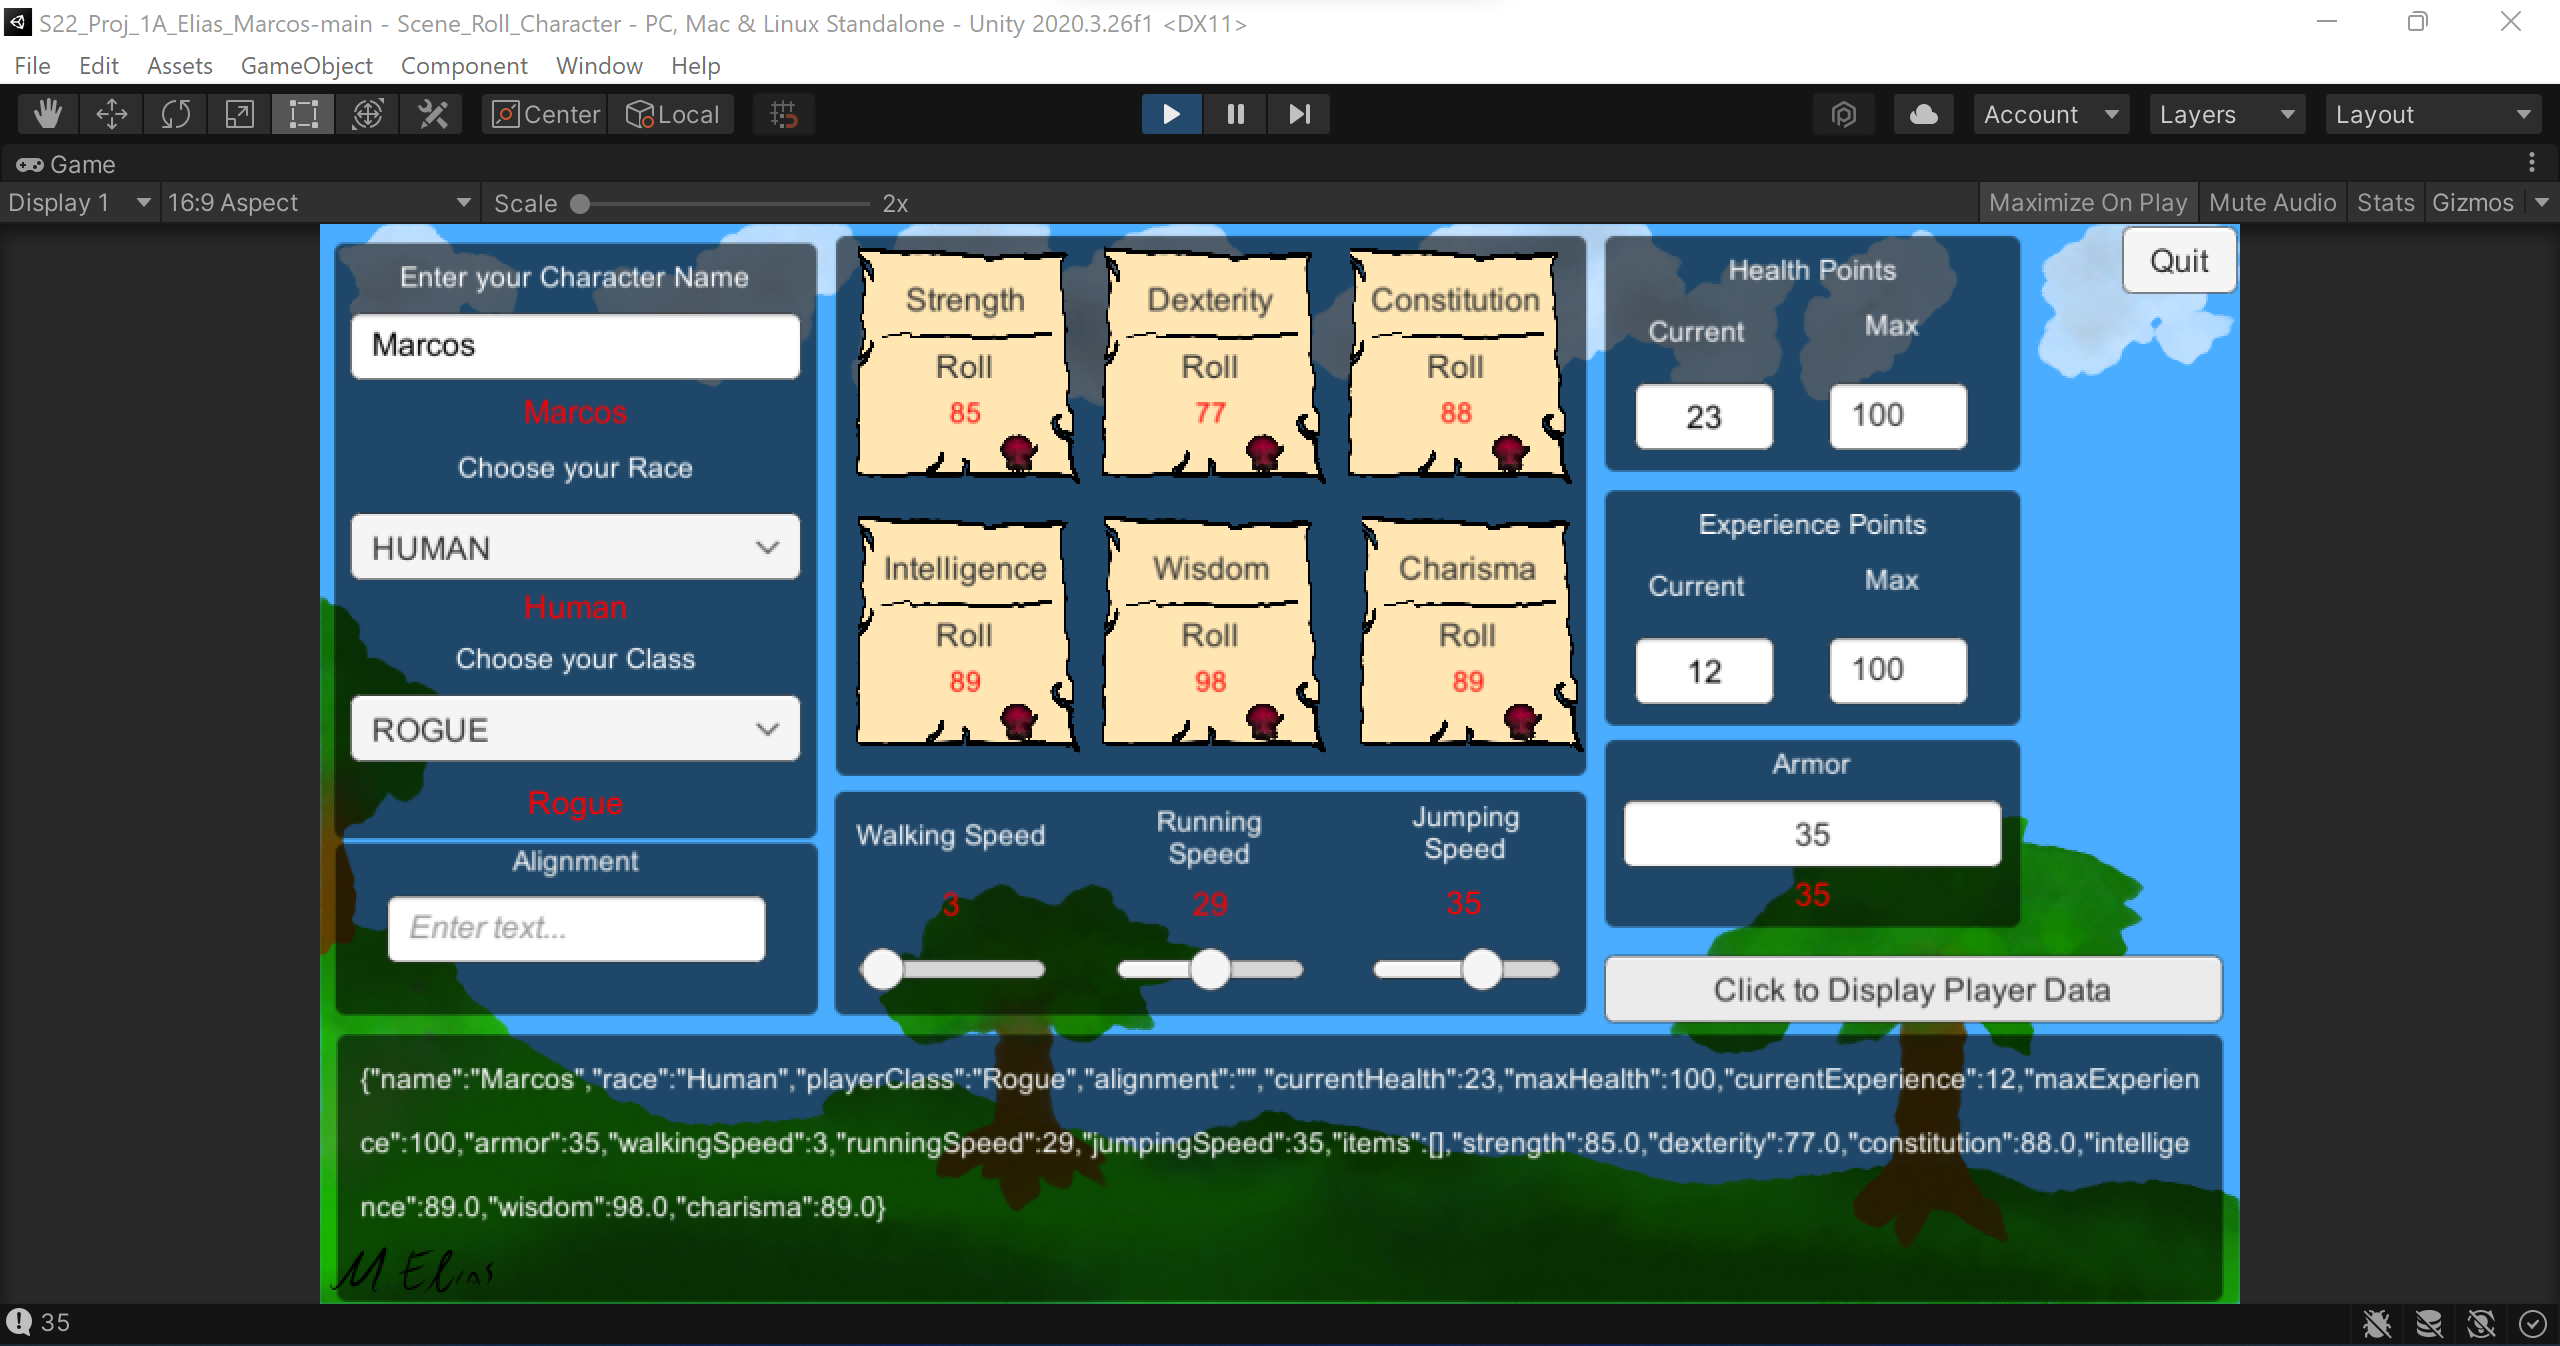 S22_Proj_1A_Elias_Marcos-main - Scene_Roll_Character - PC, Mac & Linux Standalone - Unity 2020.3.26f1 <DX11>
File Edit Assets GameObject Component Window Help
Center Local Account Layers Layout
Game
Display 1 16:9 Aspect Scale 2x Maximize On Play Mute Audio Stats Gizmos
Quit
Enter your Character Name
Marcos
Marcos
Choose your Race
HUMAN
Human
Choose your Class
ROGUE
Rogue
Alignment
Enter text...
Strength
Roll
85
Dexterity
Roll
77
Constitution
Roll
88
Intelligence
Roll
89
Wisdom
Roll
98
Charisma
Roll
89
Walking Speed
3
Running
Speed
29
Jumping
Speed
35
Health Points
Current Max
23 100
Experience Points
Current Max
12 100
Armor
35
35
Click to Display Player Data
{"name":"Marcos","race":"Human","playerClass":"Rogue","alignment":"","currentHealth":23,"maxHealth":100,"currentExperience":12,"maxExperien
ce":100,"armor":35,"walkingSpeed":3,"runningSpeed":29,"jumpingSpeed":35,"items":[],"strength":85.0,"dexterity":77.0,"constitution":88.0,"intellige
nce":89.0,"wisdom":98.0,"charisma":89.0}
M Elias
35